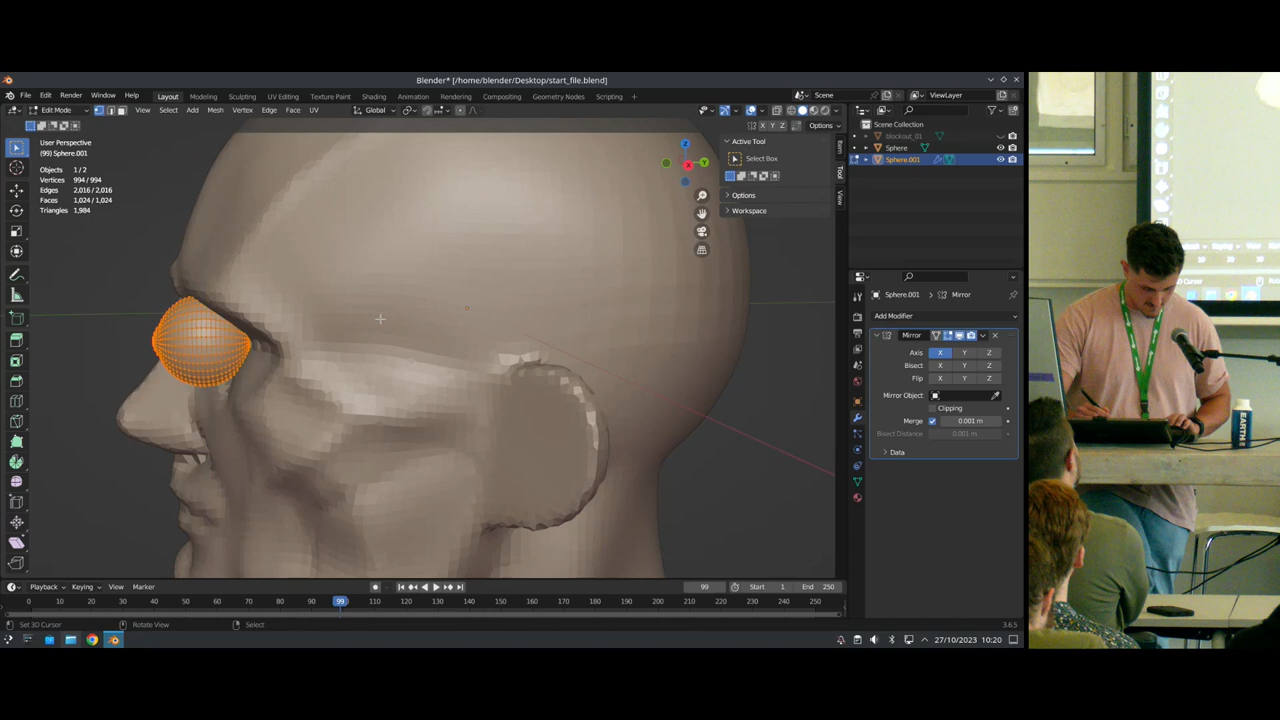 Blender* [/home/blender/Desktop/start_file.blend]
File Edit Render Window Help Layout Modeling Sculpting UV Editing Texture Paint Shading Animation Rendering Compositing Geometry Nodes Scripting + Scene ViewLayer
Edit Mode View Select Add Mesh Vertex Edge Face UV Global
X Y Z Options
User Perspective
(99) Sphere.001
Objects 1/2
Vertices 994 / 994
Edges 2,016 / 2,016
Faces 1,024 / 1,024
Triangles 1,984
Z
Y
X
Active Tool
Select Box
Options
Workspace
Item
Tool
View
Scene Collection
blockout_01
Sphere
Sphere.001
Sphere.001 Mirror
Add Modifier
Mirror
Axis X Y Z
Bisect X Y Z
Flip X Y Z
Mirror Object
Clipping
Merge 0.001 m
Bisect Distance 0.001 m
Data
Playback Keying View Marker 99 Start 1 End 250
0 10 20 30 40 50 60 70 80 90 99 110 120 130 140 150 160 170 180 190 200 210 220 230 240 250
Set 3D Cursor Rotate View Select 3.6.5
27/10/2023 10:20
EARTH